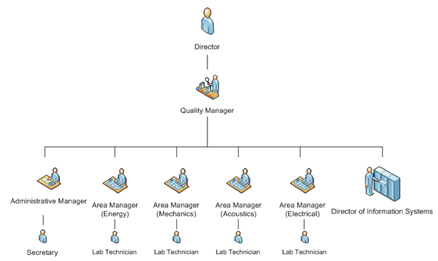 Director
Quality Manager
Administrative Manager
Area Manager
(Energy)
Area Manager
(Mechanics)
Area Manager
(Acoustics)
Area Manager
(Electrical)
Director of Information Systems
Secretary
Lab Technician
Lab Technician
Lab Technician
Lab Technician